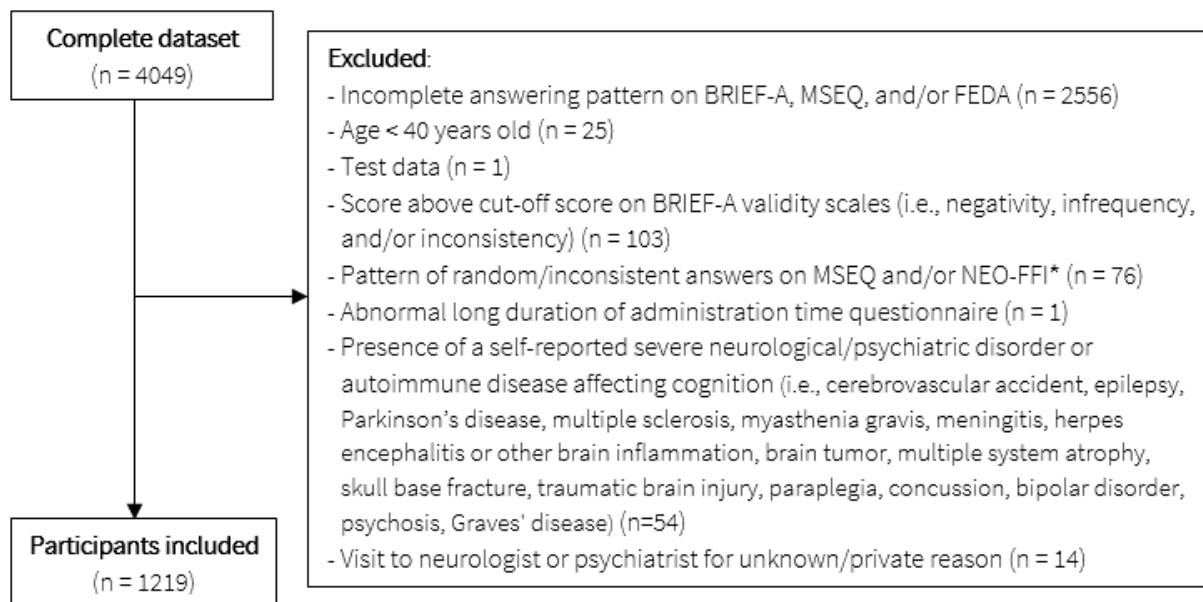 Complete dataset
(n = 4049)
Excluded:
- Incomplete answering pattern on BRIEF-A, MSEQ, and/or FEDA (n = 2556)
- Age < 40 years old (n = 25)
- Test data (n = 1)
- Score above cut-off score on BRIEF-A validity scales (i.e., negativity, infrequency,
and/or inconsistency) (n = 103)
- Pattern of random/inconsistent answers on MSEQ and/or NEO-FFI* (n = 76)
- Abnormal long duration of administration time questionnaire (n = 1)
- Presence of a self-reported severe neurological/psychiatric disorder or
autoimmune disease affecting cognition (i.e., cerebrovascular accident, epilepsy,
Parkinson's disease, multiple sclerosis, myasthenia gravis, meningitis, herpes
encephalitis or other brain inflammation, brain tumor, multiple system atrophy,
skull base fracture, traumatic brain injury, paraplegia, concussion, bipolar disorder,
psychosis, Graves' disease) (n=54)
- Visit to neurologist or psychiatrist for unknown/private reason (n = 14)
Participants included
(n = 1219)